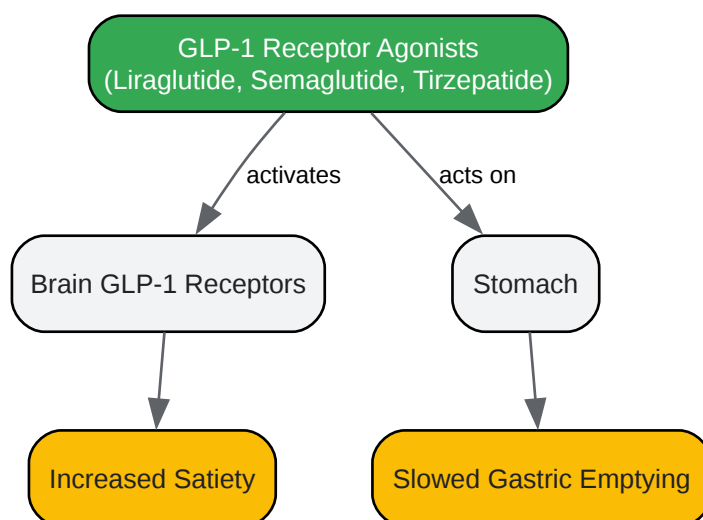 GLP-1 Receptor Agonists
(Liraglutide, Semaglutide, Tirzepatide)
activates
acts on
Brain GLP-1 Receptors
Stomach
Increased Satiety
Slowed Gastric Emptying